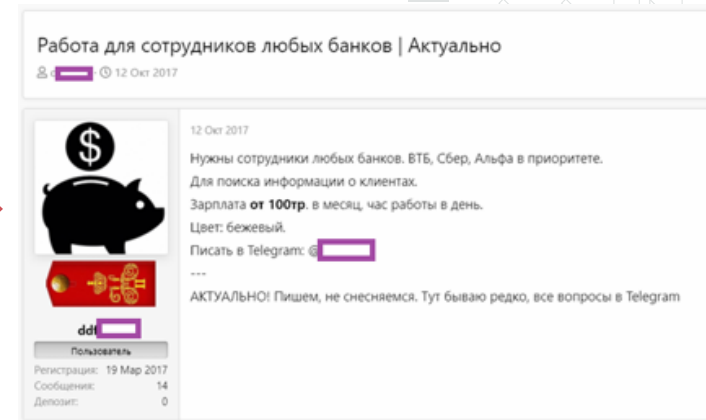 Работа для сотрудников любых банков | Актуально
12 Окт 2017
12 Окт 2017
Нужны сотрудники любых банков. ВТБ, Сбер, Альфа в приоритете.
Для поиска информации о клиентах.
Зарплата от 100тр. в месяц, час работы в день.
Цвет: бежевый.
Писать в Telegram: @
---
АКТУАЛЬНО! Пишем, не снесняемся. Тут бываю редко, все вопросы в Telegram
$
ddf
Пользователь
Регистрация: 19 Мар 2017
Сообщения: 14
Депозит: 0